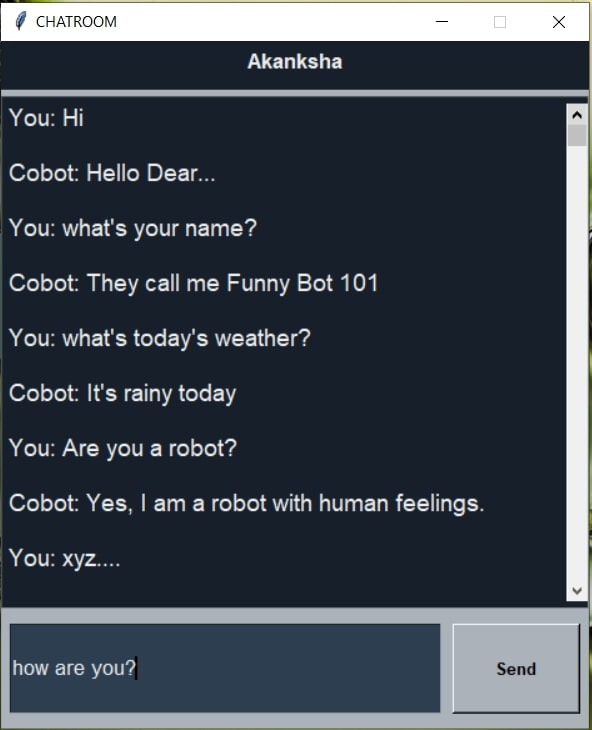 CHATROOM
Akanksha
You: Hi
Cobot: Hello Dear...
You: what's your name?
Cobot: They call me Funny Bot 101
You: what's today's weather?
Cobot: It's rainy today
You: Are you a robot?
Cobot: Yes, I am a robot with human feelings.
You: xyz....
how are you?
Send